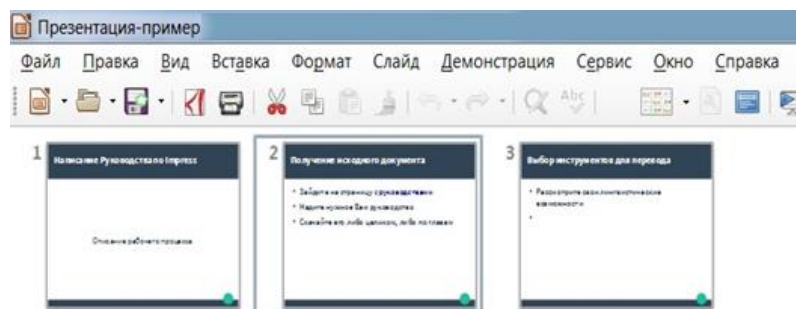 Презентация-пример
Файл Правка Вид Вставка Формат Слайд Демонстрация Сервис Окно Справка
Abc
1 Написание Руководства по Impress
Описание рабочего процесса
2 Получение исходного документа
• Зайдите на страницу с руководствами
• Найдите нужное Вам руководство
• Скачайте его либо целиком, либо по главам
3 Выбор инструментов для перевода
• Рассмотрите свои лингвистические
возможности
•